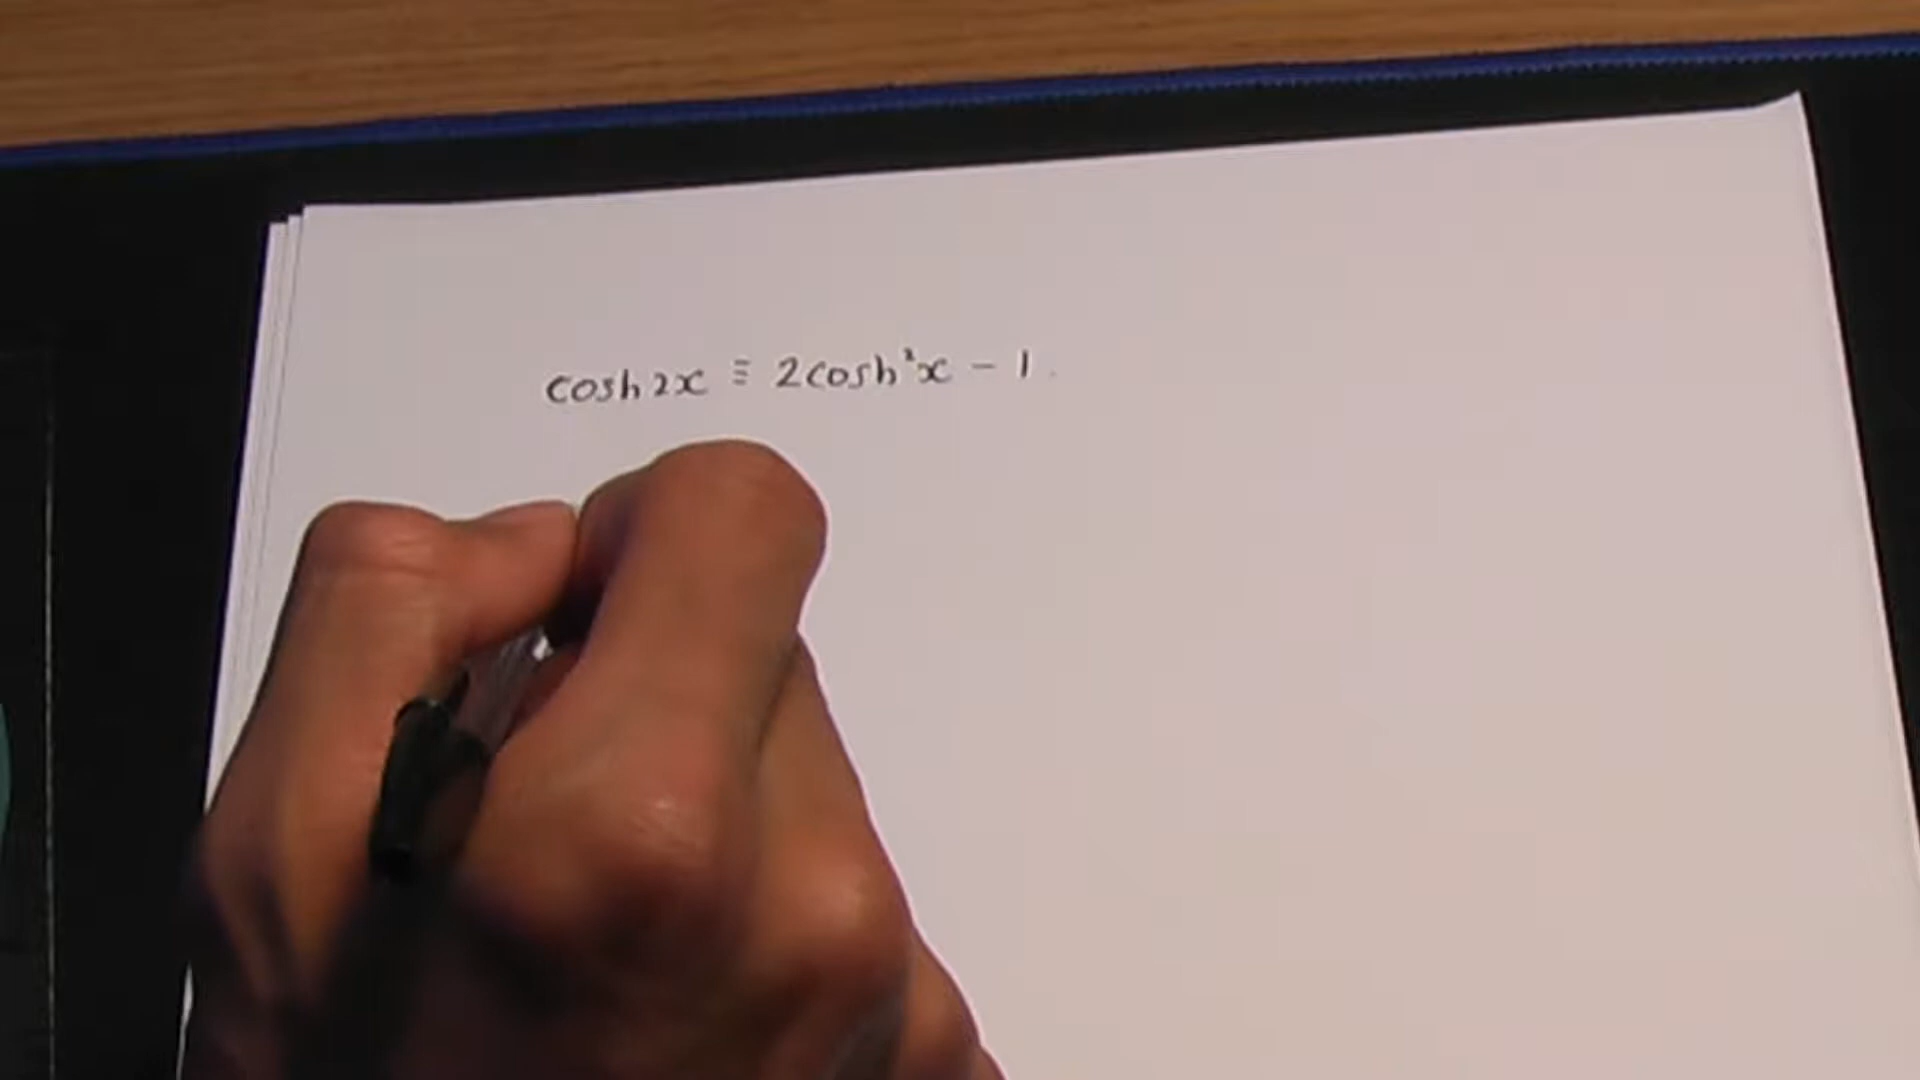 cosh 2x ≡ 2cosh²x - 1